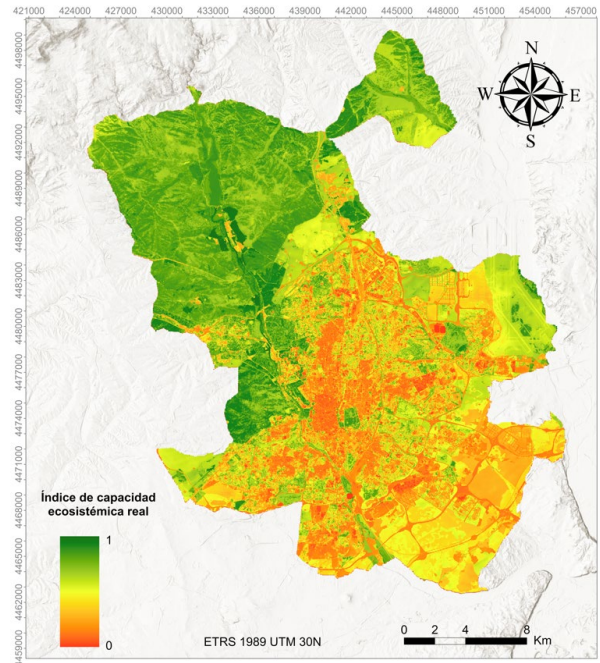 421000 424000 427000 430000 433000 436000 439000 442000 445000 448000 451000 454000 457000
4498000
4495000
4492000
4489000
4486000
4483000
4480000
4477000
4474000
4471000
4468000
4465000
4462000
4459000
N
W E
S
Índice de capacidad
ecosistémica real
1
0
ETRS 1989 UTM 30N
0 2 4 8
Km